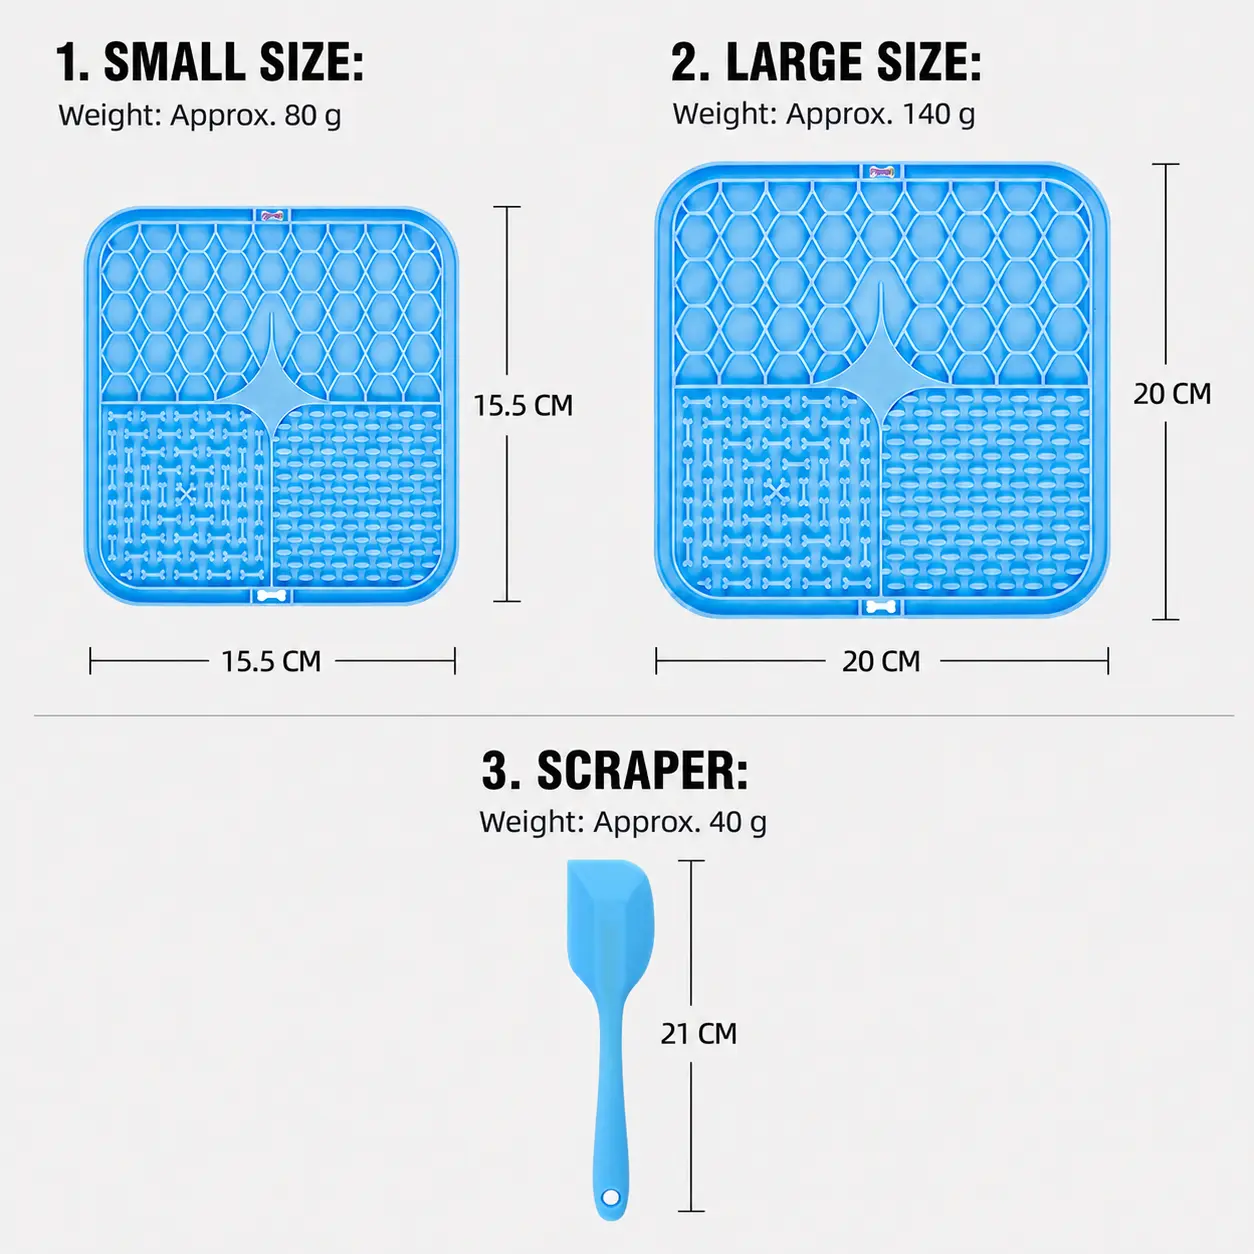 1. SMALL SIZE:
Weight: Approx. 80 g
15.5 CM
15.5 CM
2. LARGE SIZE:
Weight: Approx. 140 g
20 CM
20 CM
3. SCRAPER:
Weight: Approx. 40 g
21 CM